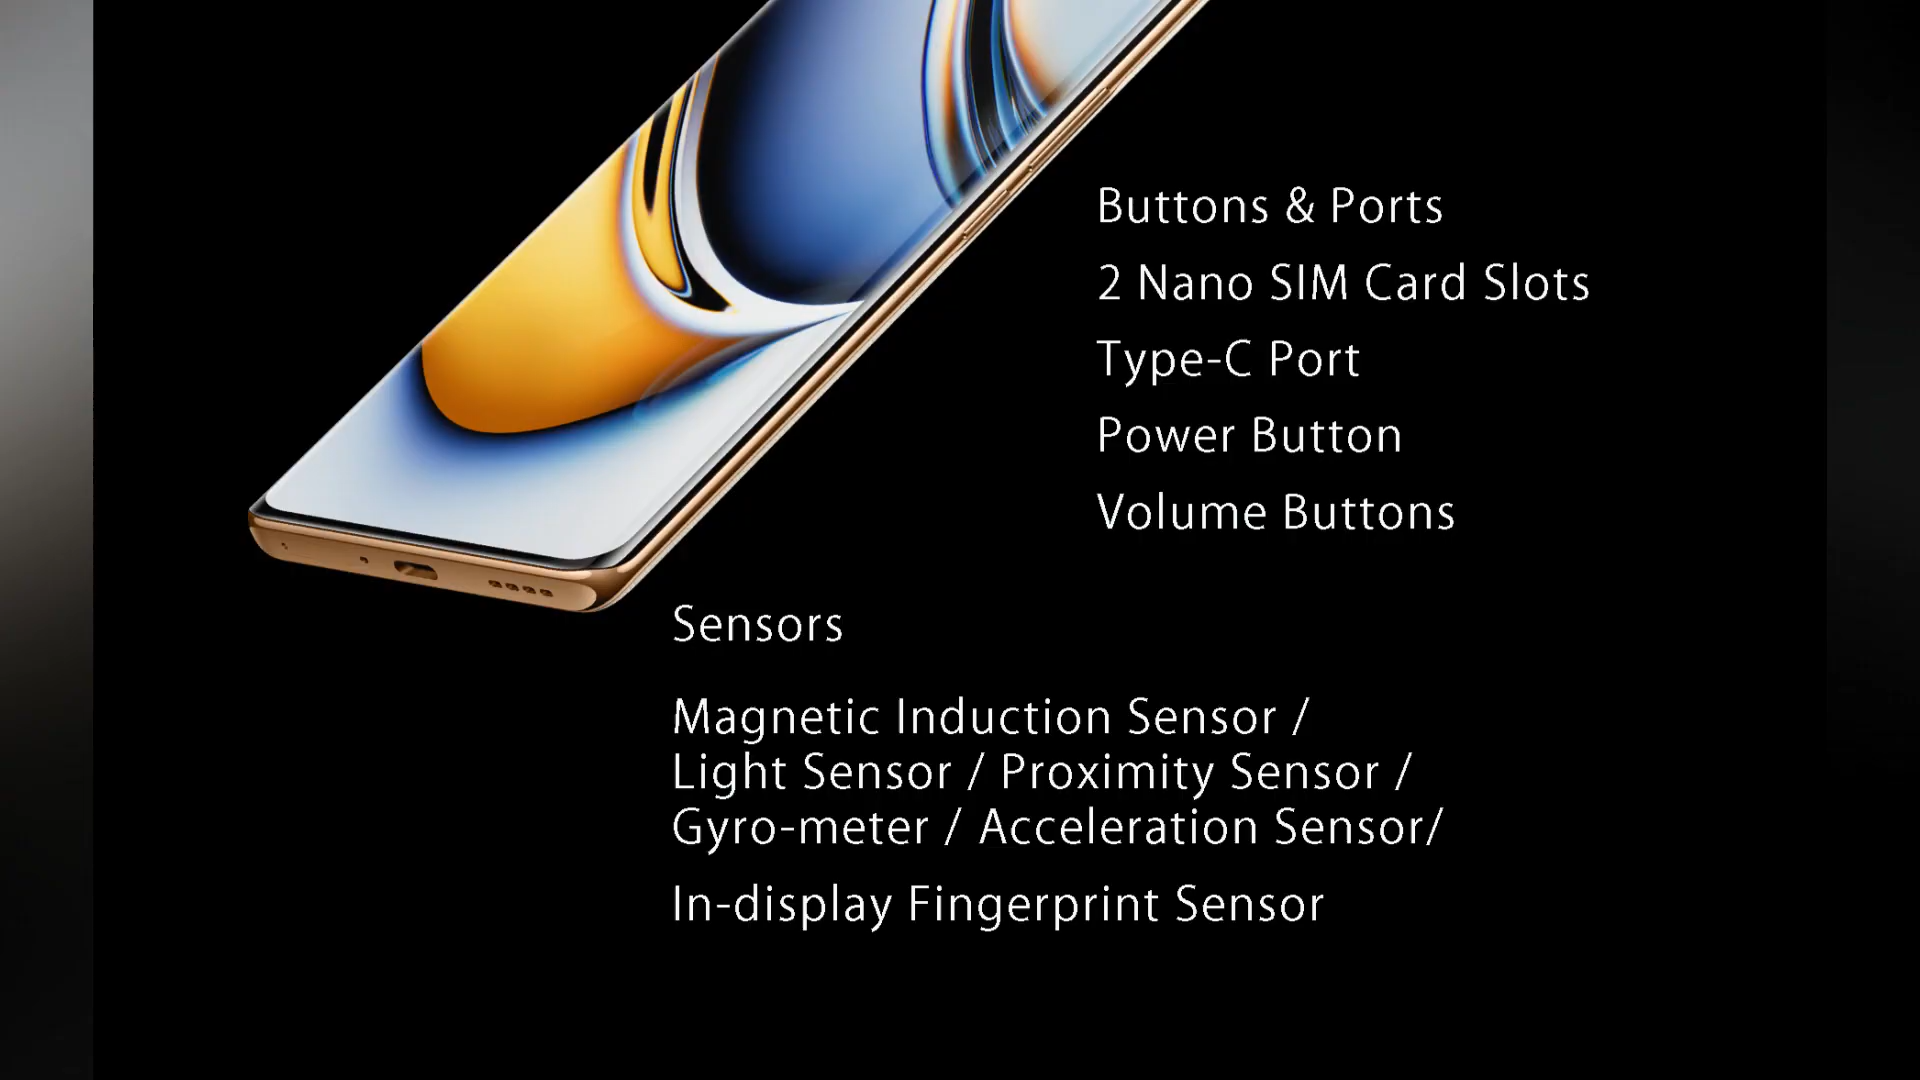 Buttons & Ports
2 Nano SIM Card Slots
Type-C Port
Power Button
Volume Buttons
Sensors
Magnetic Induction Sensor /
Light Sensor / Proximity Sensor /
Gyro-meter / Acceleration Sensor/
In-display Fingerprint Sensor